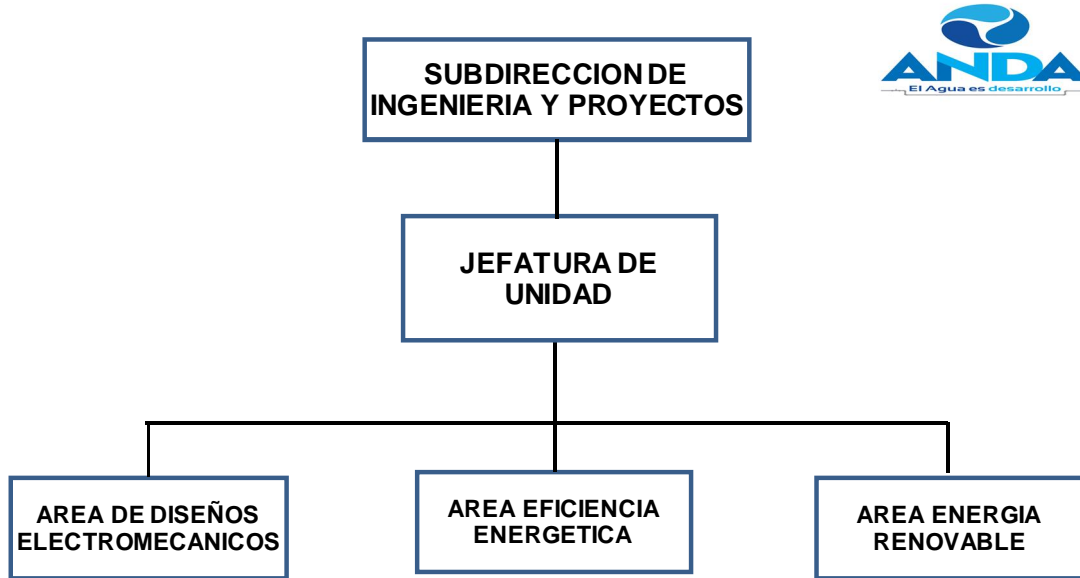 SUBDIRECCION DE
INGENIERIA Y PROYECTOS
ANDA
El Agua es desarrollo
JEFATURA DE
UNIDAD
AREA DE DISEÑOS
ELECTROMECANICOS
AREA EFICIENCIA
ENERGETICA
AREA ENERGIA
RENOVABLE